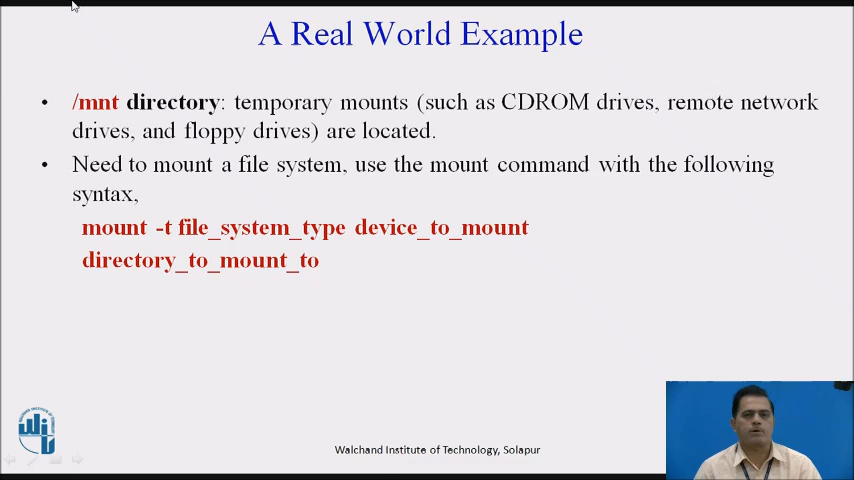 A Real World Example
• /mnt directory: temporary mounts (such as CDROM drives, remote network
drives, and floppy drives) are located.
• Need to mount a file system, use the mount command with the following
syntax,
mount -t file_system_type device_to_mount
directory_to_mount_to
Walchand Institute of Technology, Solapur